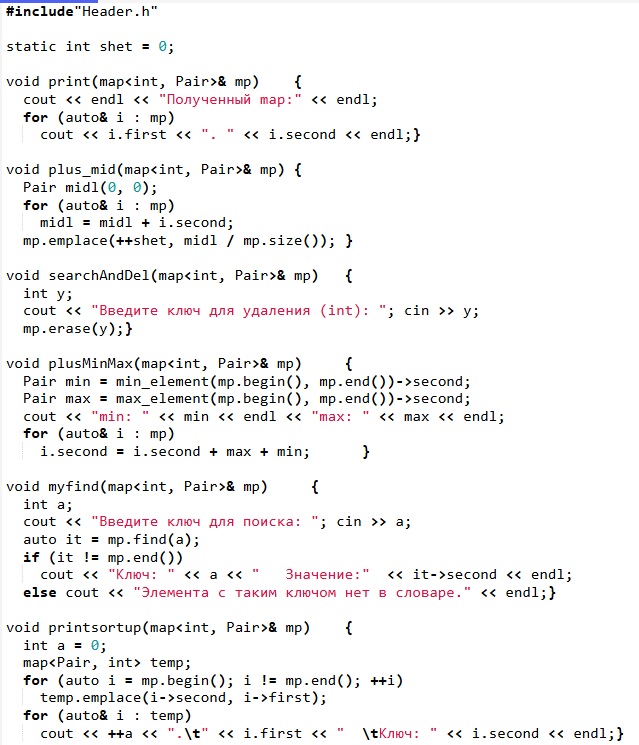 #include"Header.h"
static int shet = 0;
void print(map<int, Pair>& mp)    {
  cout << endl << "Полученный map:" << endl;
  for (auto& i : mp)
    cout << i.first << ". " << i.second << endl;}
void plus_mid(map<int, Pair>& mp) {
  Pair midl(0, 0);
  for (auto& i : mp)
    midl = midl + i.second;
  mp.emplace(++shet, midl / mp.size()); }
void searchAndDel(map<int, Pair>& mp)   {
  int y;
  cout << "Введите ключ для удаления (int): "; cin >> y;
  mp.erase(y);}
void plusMinMax(map<int, Pair>& mp)     {
  Pair min = min_element(mp.begin(), mp.end())->second;
  Pair max = max_element(mp.begin(), mp.end())->second;
  cout << "min: " << min << endl << "max: " << max << endl;
  for (auto& i : mp)
    i.second = i.second + max + min;      }
void myfind(map<int, Pair>& mp)     {
  int a;
  cout << "Введите ключ для поиска: "; cin >> a;
  auto it = mp.find(a);
  if (it != mp.end())
    cout << "Ключ: " << a << "   Значение:"  << it->second << endl;
  else cout << "Элемента с таким ключом нет в словаре." << endl;}
void printsortup(map<int, Pair>& mp)    {
  int a = 0;
  map<Pair, int> temp;
  for (auto i = mp.begin(); i != mp.end(); ++i)
    temp.emplace(i->second, i->first);
  for (auto& i : temp)
    cout << ++a << ".\t" << i.first << "  \tКлюч: " << i.second << endl;}